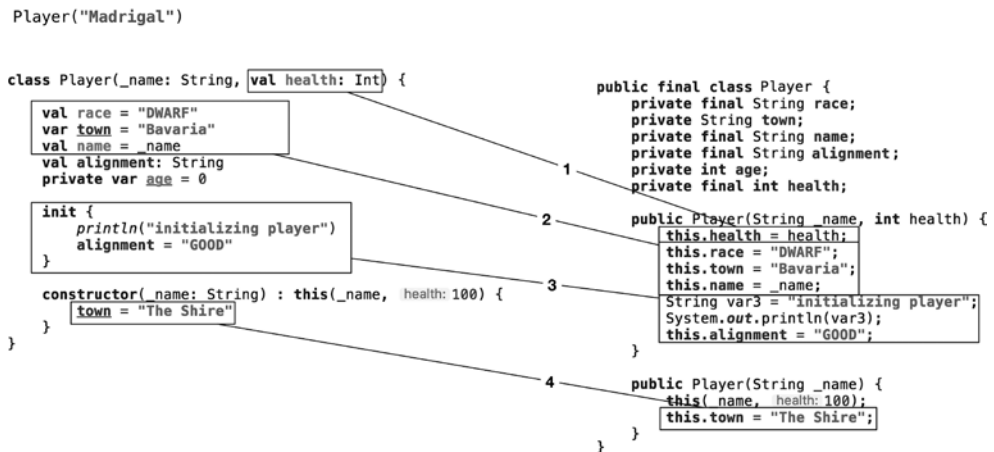 Player("Madrigal")
class Player(_name: String, val health: Int) {
val race = "DWARF"
var town = "Bavaria"
val name = _name
val alignment: String
private var age = 0
init {
println("initializing player")
alignment = "GOOD"
}
constructor(_name: String) : this(_name, health: 100) {
town = "The Shire"
}
}
1
2
3
4
public final class Player {
private final String race;
private String town;
private final String name;
private final String alignment;
private int age;
private final int health;
public Player(String _name, int health) {
this.health = health;
this.race = "DWARF";
this.town = "Bavaria";
this.name = _name;
String var3 = "initializing player";
System.out.println(var3);
this.alignment = "GOOD";
}
public Player(String _name) {
this(_name, health: 100);
this.town = "The Shire";
}
}